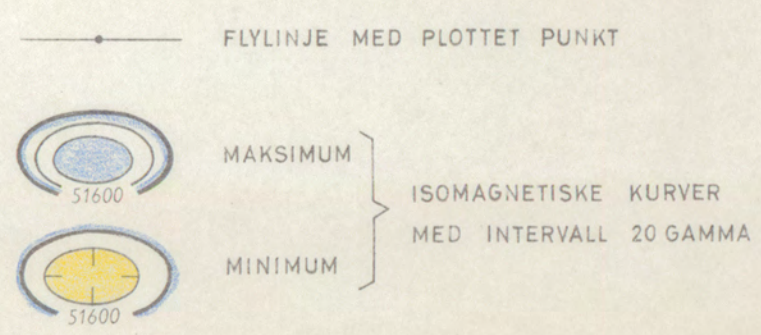 FLYLINJE MED PLOTTET PUNKT
MAKSIMUM
51600
ISOMAGNETISKE KURVER
MED INTERVALL 20 GAMMA
MINIMUM
51600